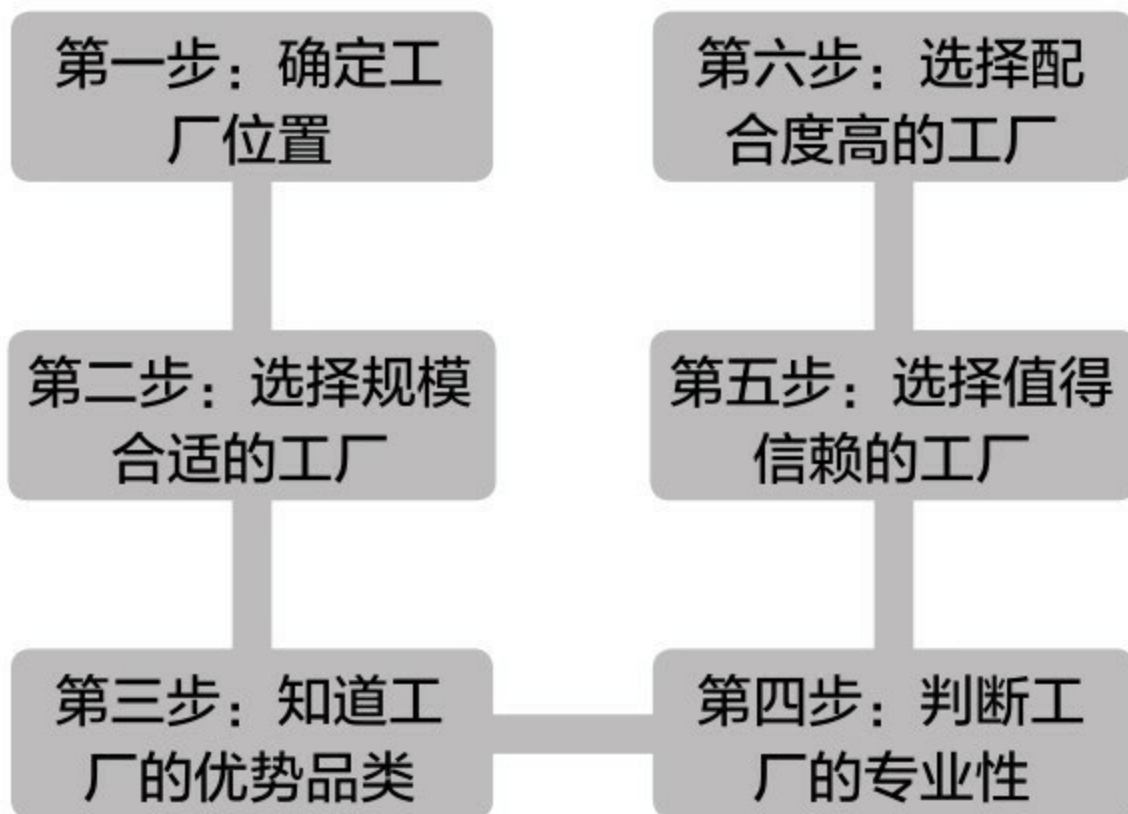 第一步：确定工
厂位置
第二步：选择规模
合适的工厂
第三步：知道工
厂的优势品类
第四步：判断工
厂的专业性
第五步：选择值得
信赖的工厂
第六步：选择配
合度高的工厂